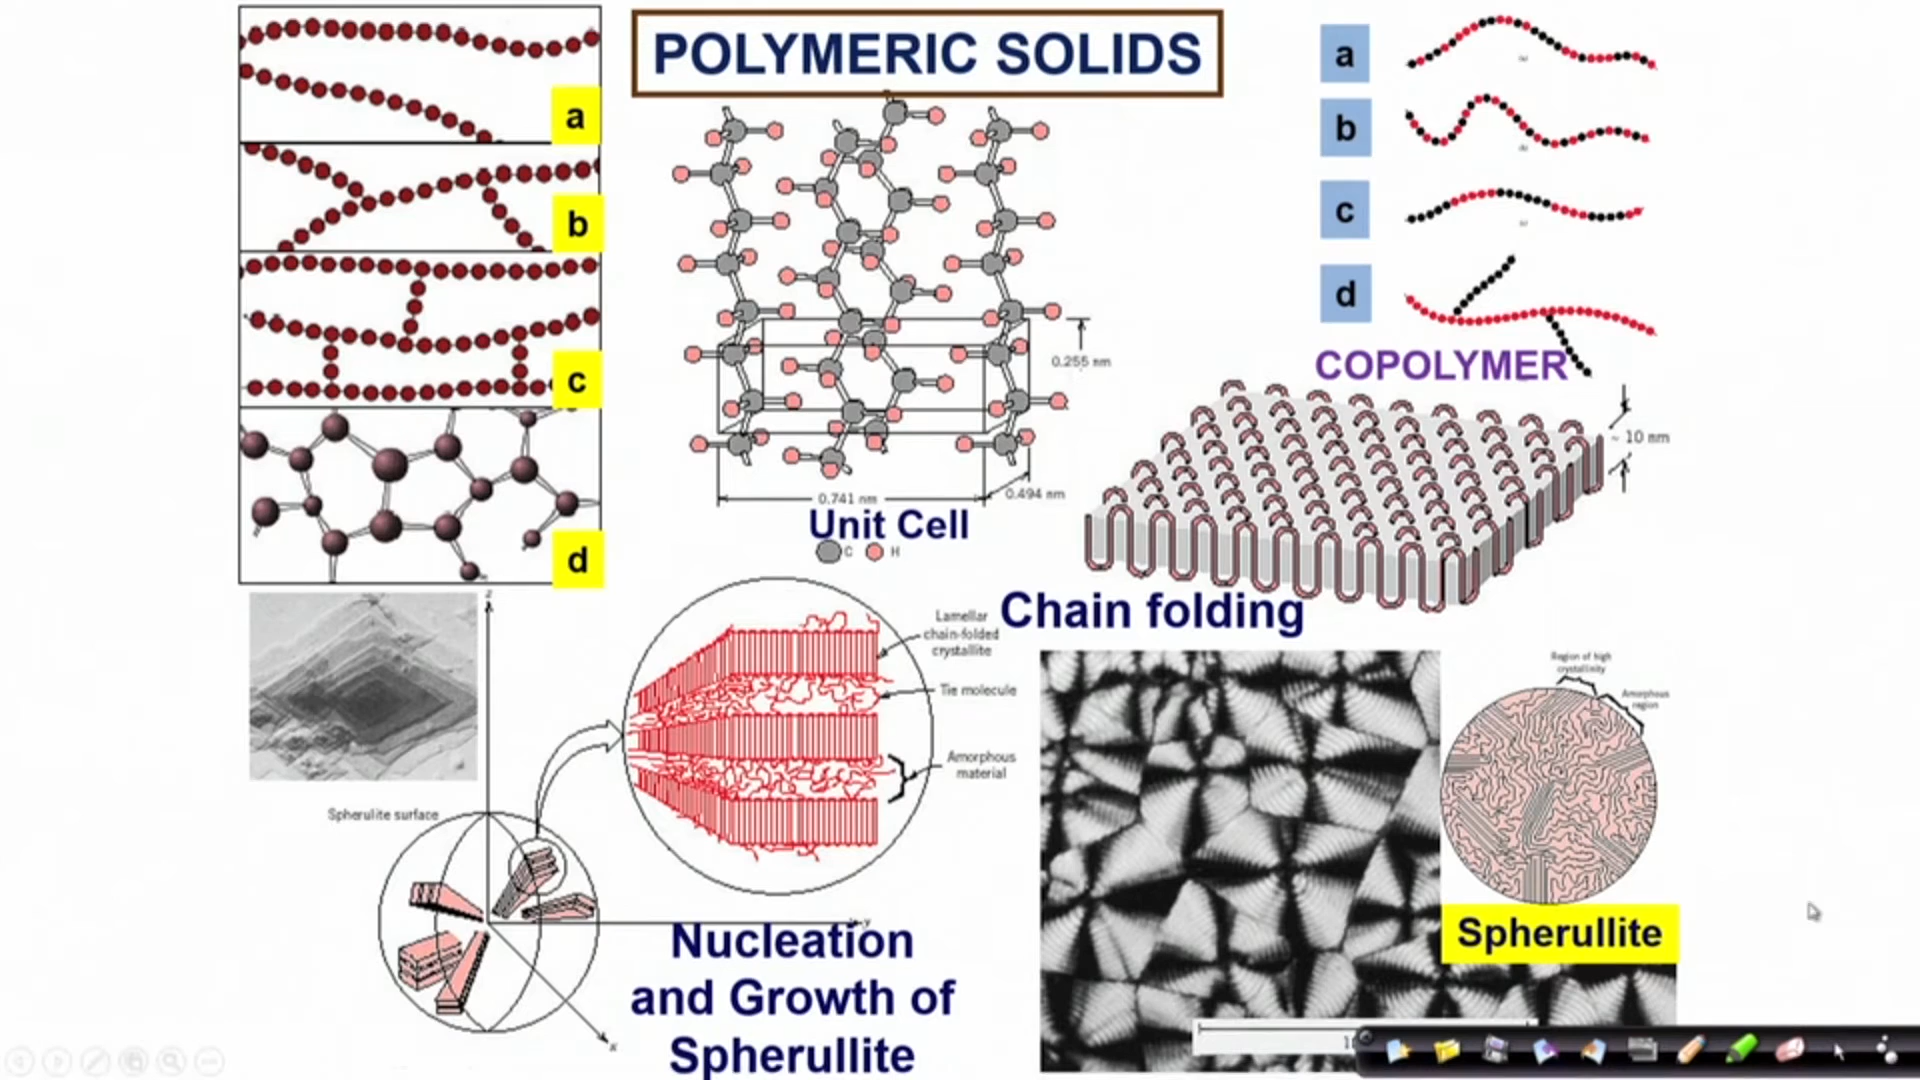 POLYMERIC SOLIDS
a
b
c
d
a
b
c
d
COPOLYMER
0.255 nm
0.741 nm
0.494 nm
Unit Cell
C
H
~ 10 nm
Chain folding
z
y
x
Spherulite surface
Lamellar
chain-folded
crystallite
Tie molecule
Amorphous
material
Nucleation
and Growth of
Spherullite
Region of high
crystallinity
Amorphous
region
Spherullite